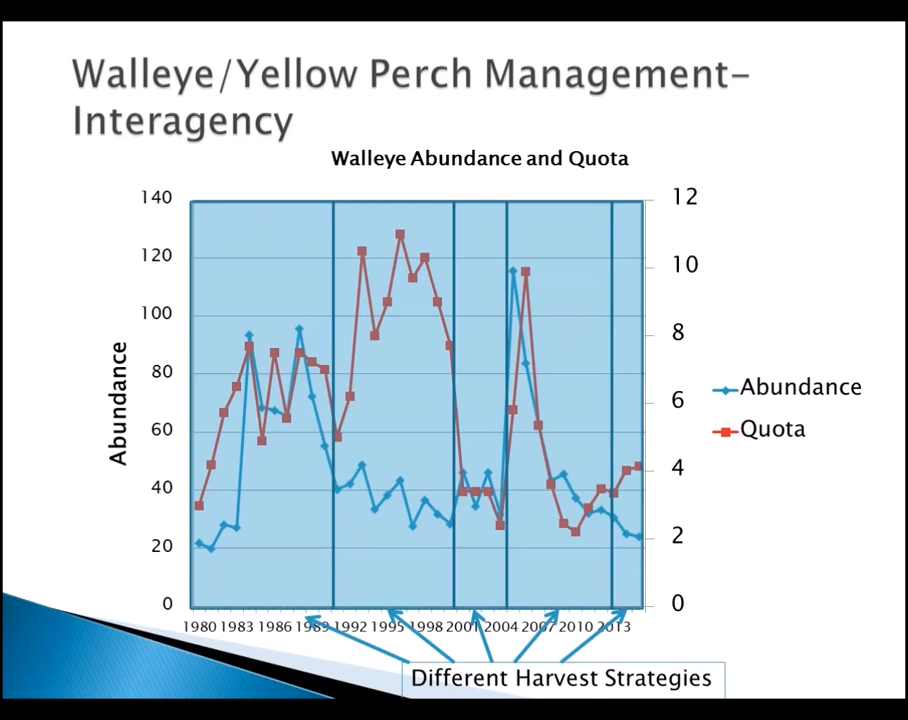 Walleye/Yellow Perch Management-
Interagency
Walleye Abundance and Quota
140
120
100
80
60
40
20
0
Abundance
12
10
8
6
4
2
0
Abundance
Quota
1980 1983 1986 1989 1992 1995 1998 2001 2004 2007 2010 2013
Different Harvest Strategies